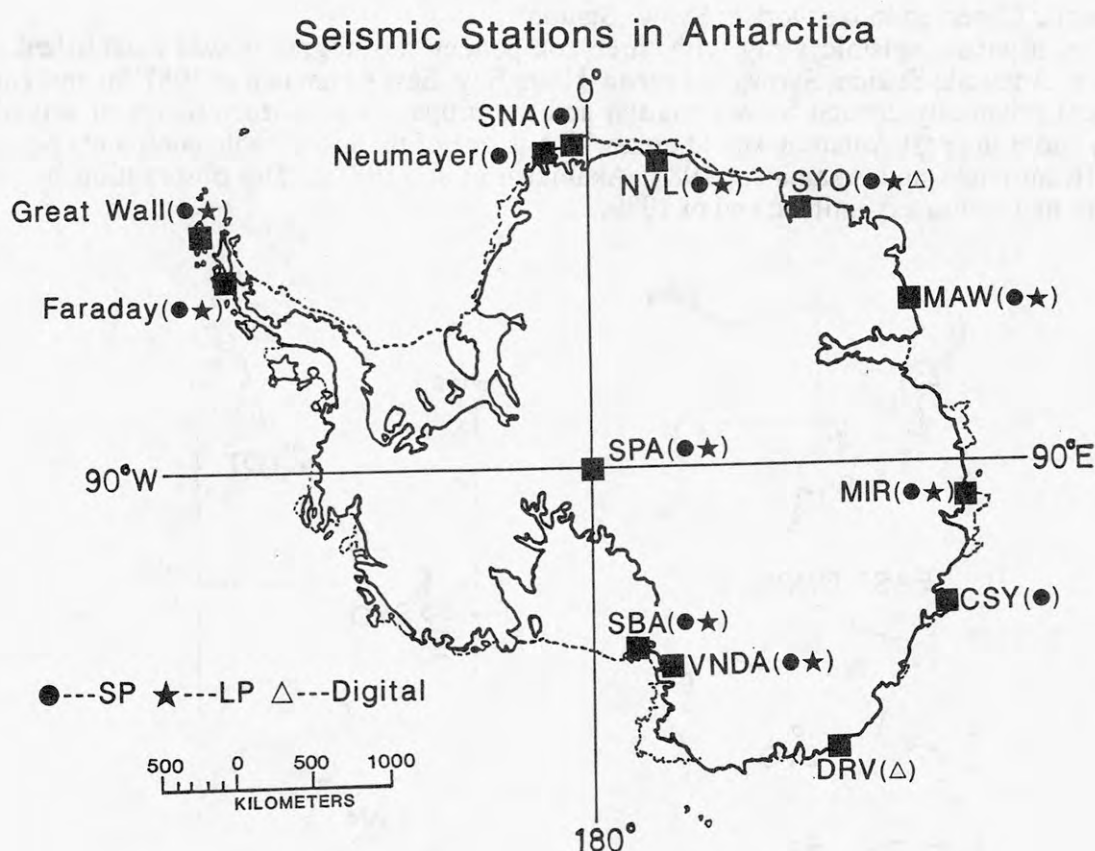 Seismic Stations in Antarctica
0°
SNA(●)
Neumayer(●)
NVL(●★)
SYO(●★△)
Great Wall(●★)
MAW(●★)
Faraday(●★)
SPA(●★)
90°W
90°E
MIR(●★)
CSY(●)
SBA(●★)
VNDA(●★)
●---SP ★---LP △---Digital
DRV(△)
500 0 500 1000
KILOMETERS
180°